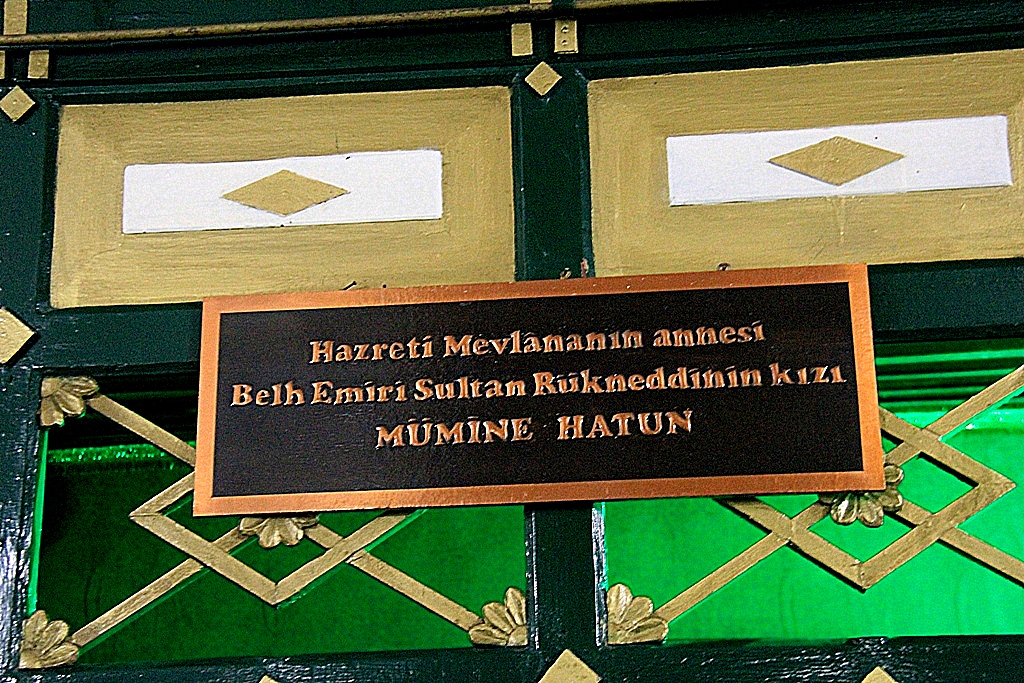 Hazreti Mevlânanın annesi
Belh Emiri Sultan Rükneddinin kızı
MÜMİNE HATUN